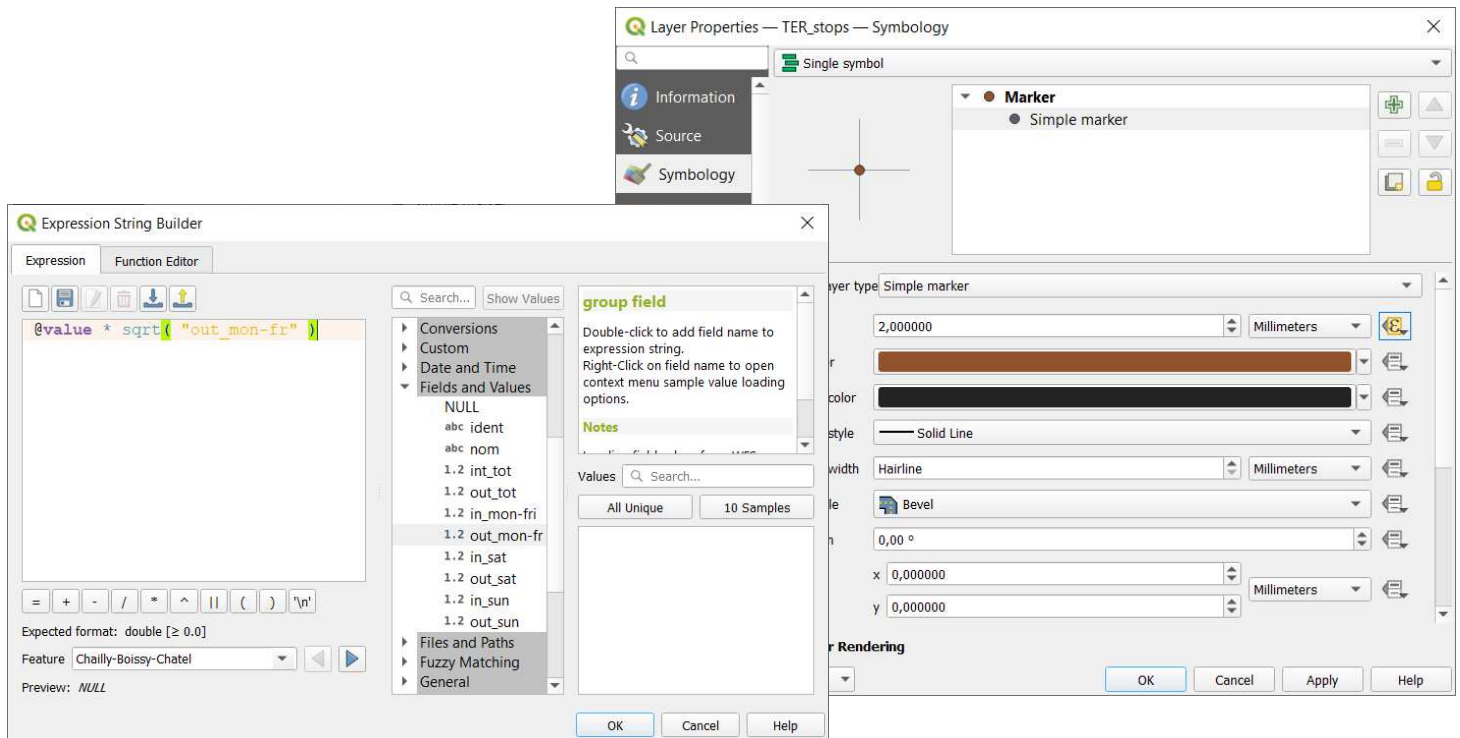 Layer Properties — TER_stops — Symbology
Single symbol
Information
Source
Symbology
Marker
Simple marker
ayer type Simple marker
2,000000 Millimeters
r
color
style Solid Line
width Hairline Millimeters
le Bevel
n 0,00 °
x 0,000000
Millimeters
y 0,000000
r Rendering
OK Cancel Apply Help
Expression String Builder
Expression Function Editor
@value * sqrt( "out_mon-fr" )
= + - / * ^ || ( ) '\n'
Expected format: double [≥ 0.0]
Feature Chailly-Boissy-Chatel
Preview: NULL
Search... Show Values
Conversions
Custom
Date and Time
Fields and Values
NULL
abc ident
abc nom
1.2 int_tot
1.2 out_tot
1.2 in_mon-fri
1.2 out_mon-fr
1.2 in_sat
1.2 out_sat
1.2 in_sun
1.2 out_sun
Files and Paths
Fuzzy Matching
General
group field
Double-click to add field name to
expression string.
Right-Click on field name to open
context menu sample value loading
options.
Notes
Values Search...
All Unique 10 Samples
OK Cancel Help